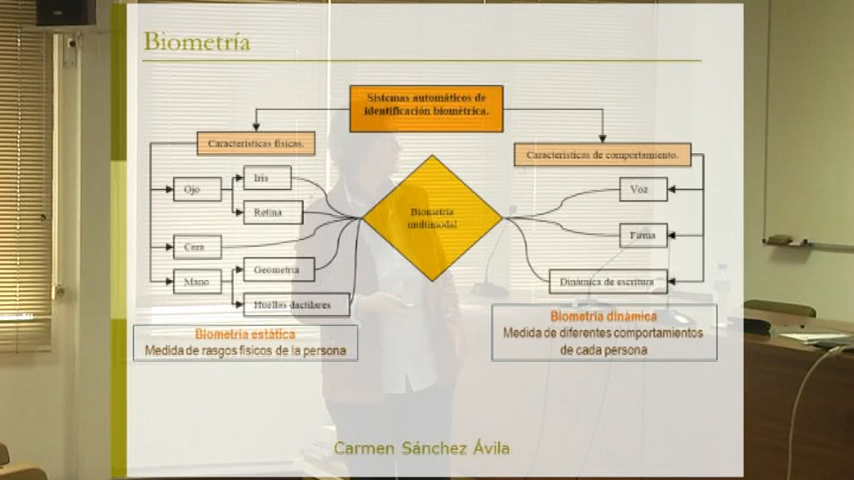 Biometría
Sistemas automáticos de
identificación biométrica.
Características físicas.
Características de comportamiento.
Ojo
Iris
Retina
Cara
Mano
Geometría
Huellas dactilares
Biometría
multimodal
Voz
Firma
Dinámica de escritura
Biometría estática
Medida de rasgos físicos de la persona
Biometría dinámica
Medida de diferentes comportamientos
de cada persona
Carmen Sánchez Ávila